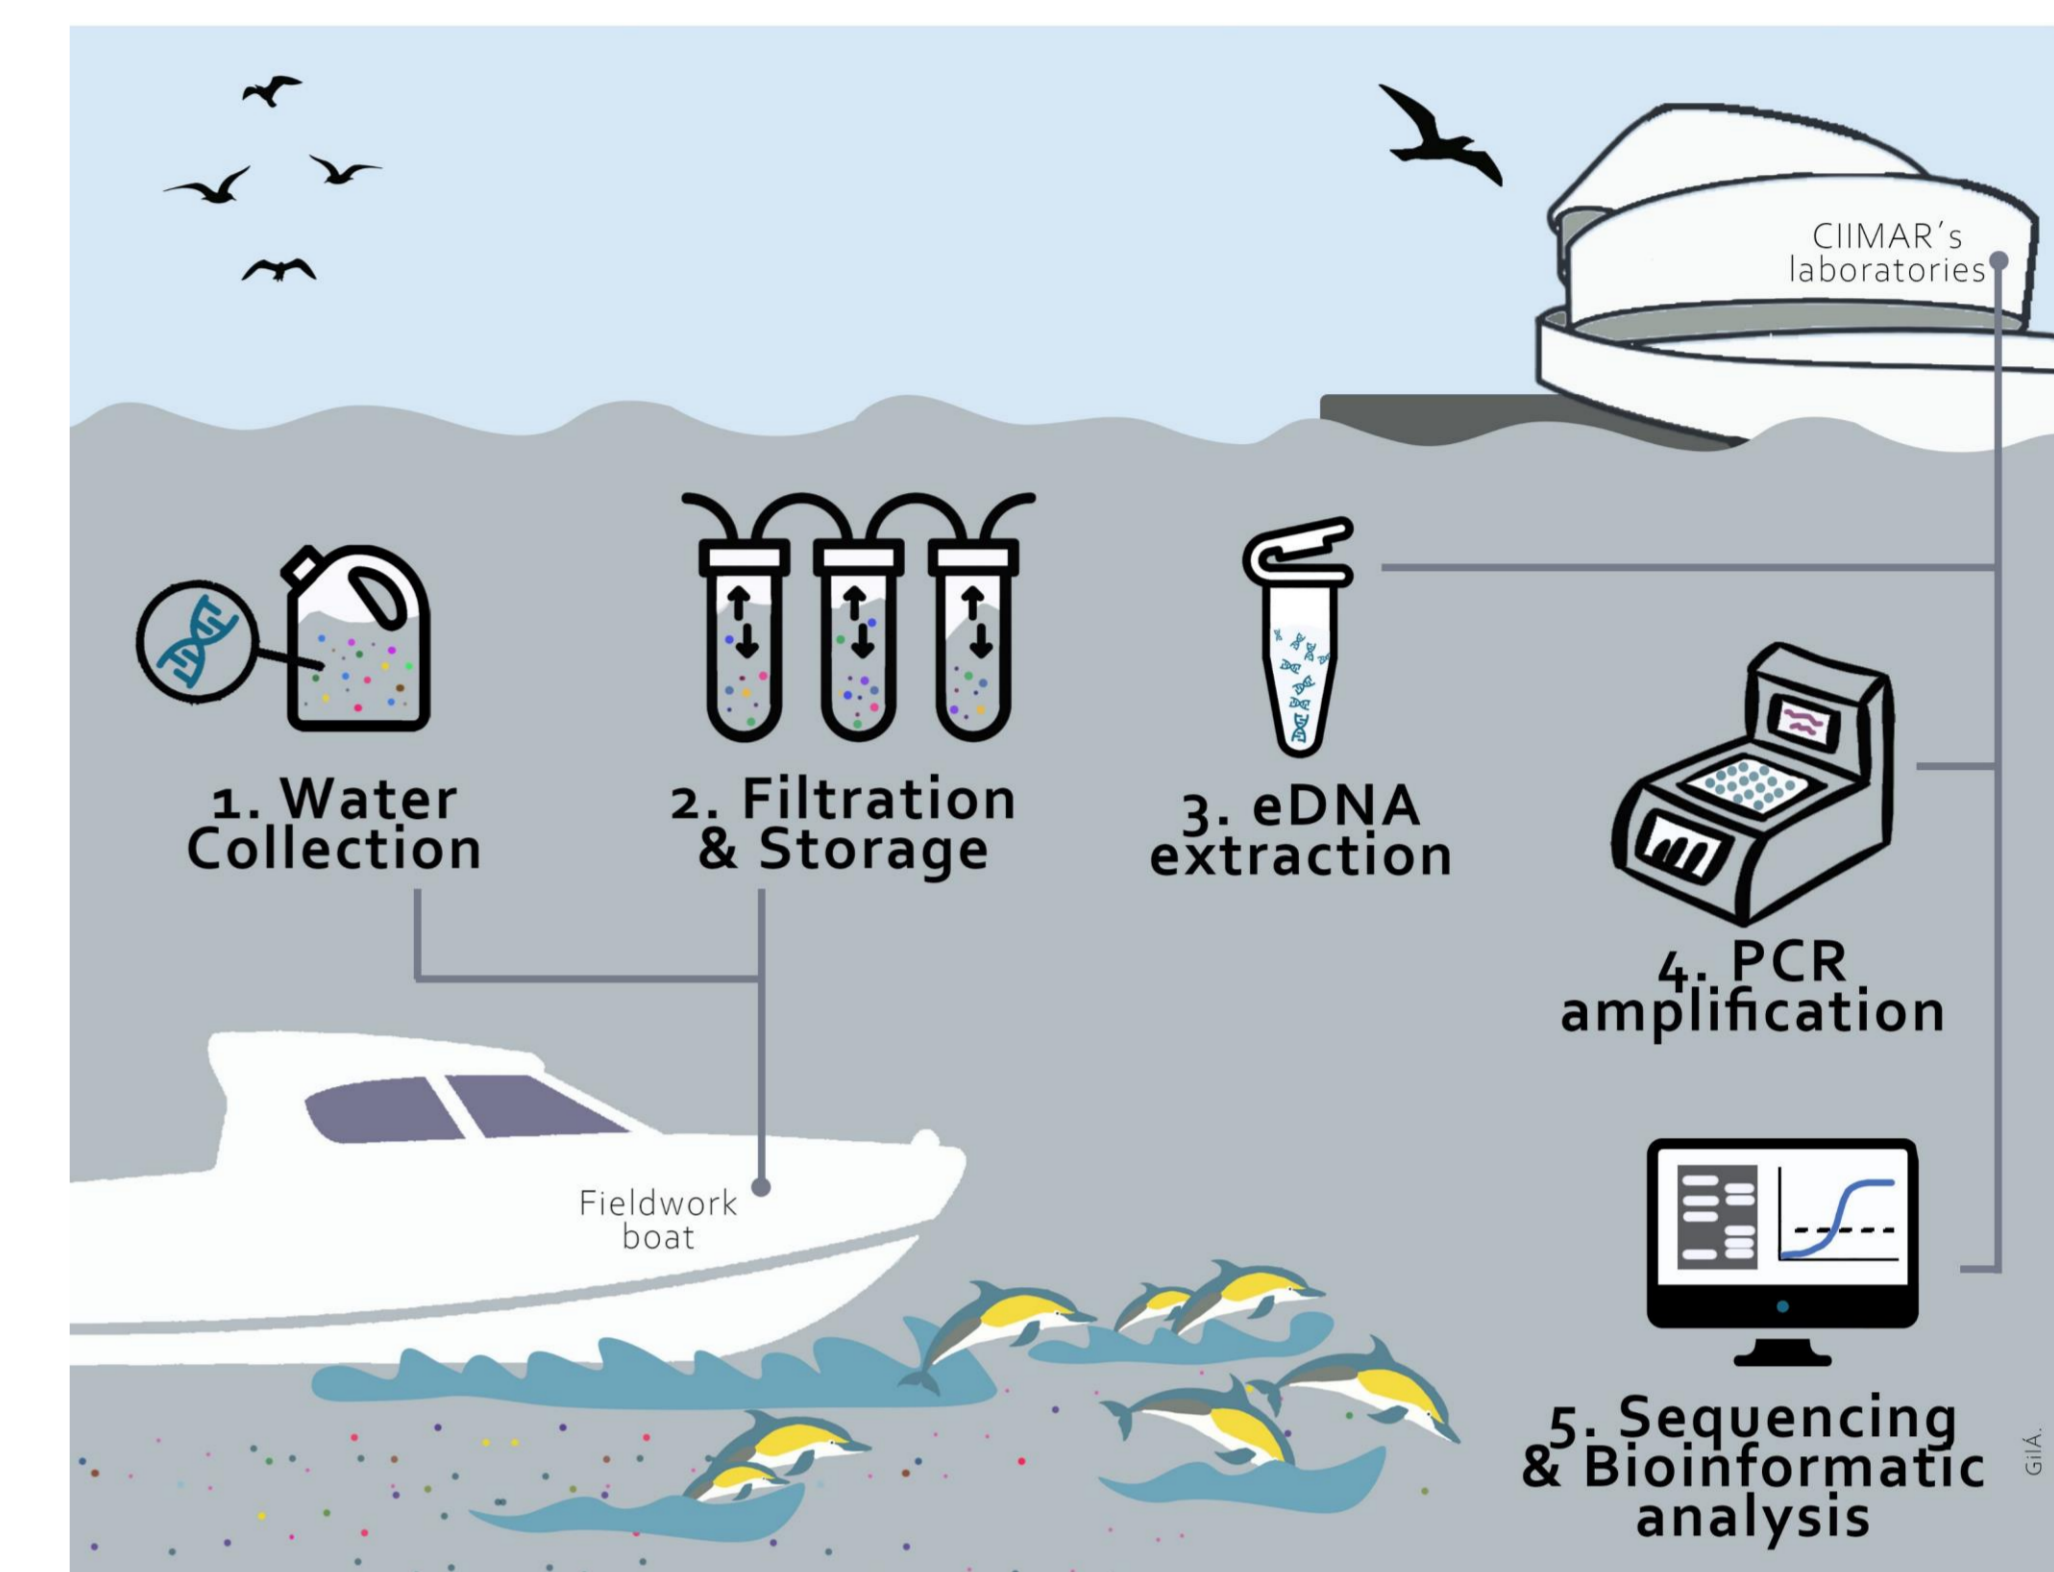 CIIMAR´s
laboratories
1. Water
Collection
2. Filtration
& Storage
3. eDNA
extraction
4. PCR
amplification
Fieldwork
boat
5. Sequencing
& Bioinformatic
analysis
GilÁ.